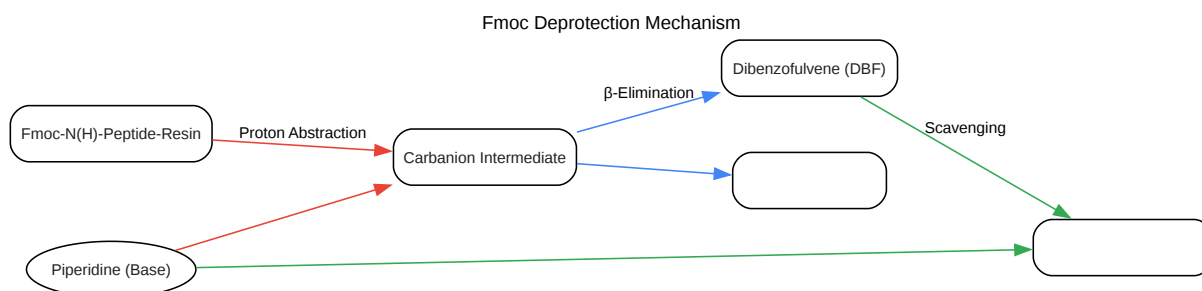 Fmoc Deprotection Mechanism
Dibenzofulvene (DBF)
β-Elimination
Fmoc-N(H)-Peptide-Resin
Proton Abstraction
Scavenging
Carbanion Intermediate
Piperidine (Base)